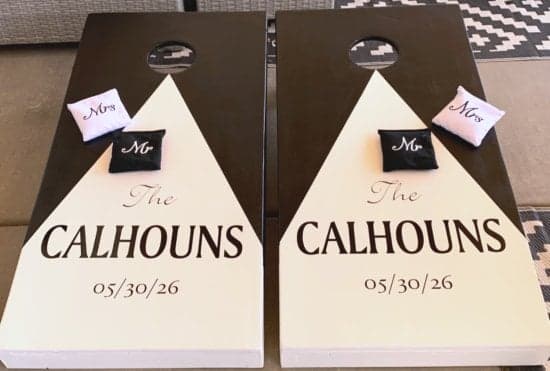 Mrs
Mr
The
CALHOUNS
05/30/26
Mrs
Mr
The
CALHOUNS
05/30/26